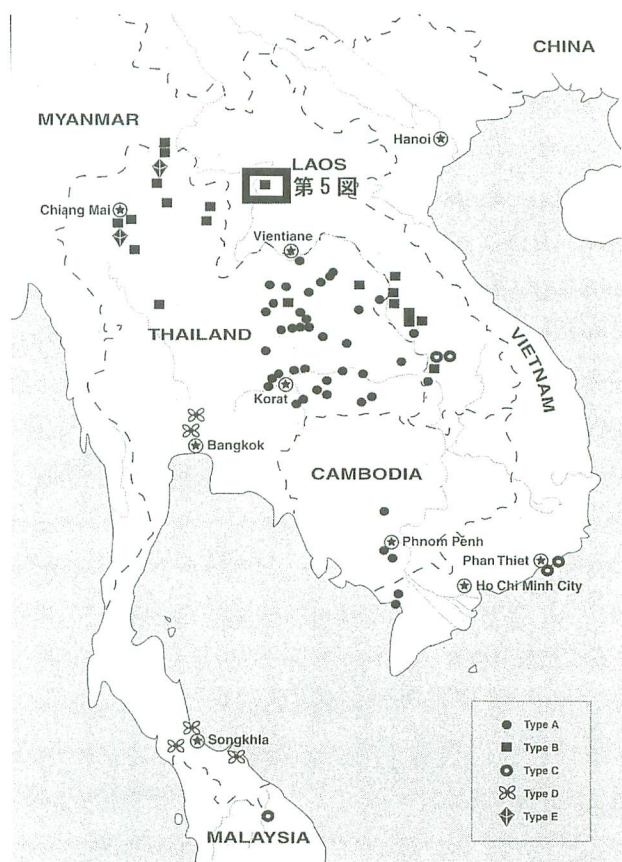 CHINA
MYANMAR
Hanoi
LAOS
第5図
Chiang Mai
Vientiane
THAILAND
VIETNAM
Korat
Bangkok
CAMBODIA
Phnom Penh
Phan Thiet
Ho Chi Minh City
Songkhla
MALAYSIA
Type A
Type B
Type C
Type D
Type E